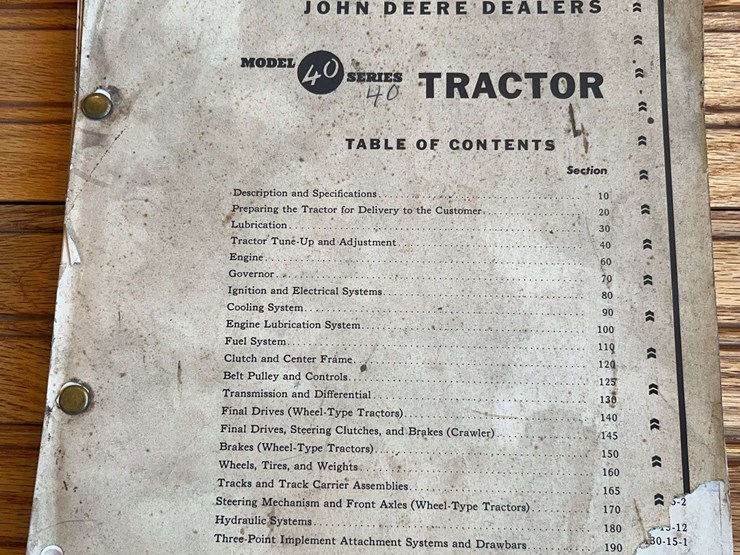 JOHN DEERE DEALERS
MODEL 40 SERIES TRACTOR
40
TABLE OF CONTENTS
Section
Description and Specifications 10
Preparing the Tractor for Delivery to the Customer 20
Lubrication 30
Tractor Tune-Up and Adjustment 40
Engine 60
Governor 70
Ignition and Electrical Systems 80
Cooling System 90
Engine Lubrication System 100
Fuel System 110
Clutch and Center Frame 120
Belt Pulley and Controls 125
Transmission and Differential 130
Final Drives (Wheel-Type Tractors) 140
Final Drives, Steering Clutches, and Brakes (Crawler) 145
Brakes (Wheel-Type Tractors) 150
Wheels, Tires, and Weights 160
Tracks and Track Carrier Assemblies 165
Steering Mechanism and Front Axles (Wheel-Type Tractors) 170
Hydraulic Systems 180
Three-Point Implement Attachment Systems and Drawbars 190